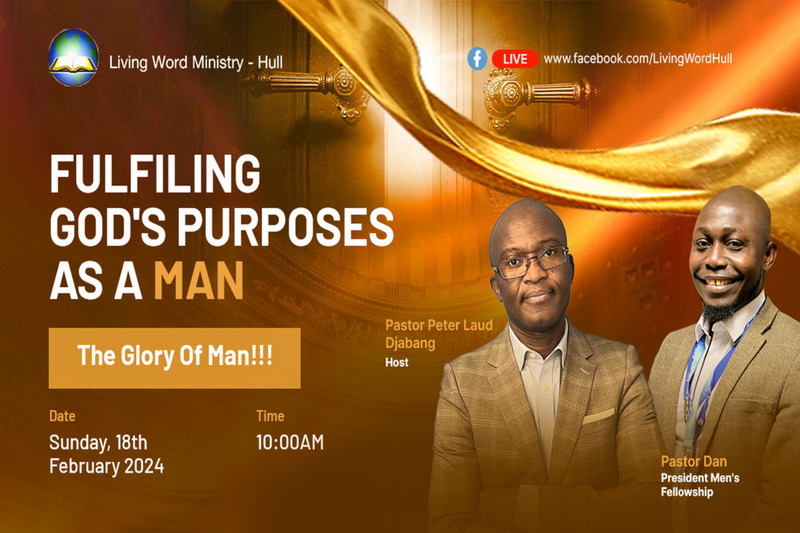 Living Word Ministry - Hull
LIVE
www.facebook.com/LivingWordHull
FULFILING
GOD'S PURPOSES
AS A MAN
The Glory Of Man!!!
Date
Sunday, 18th
February 2024
Time
10:00AM
Pastor Peter Laud
Djabang
Host
Pastor Dan
President Men's
Fellowship